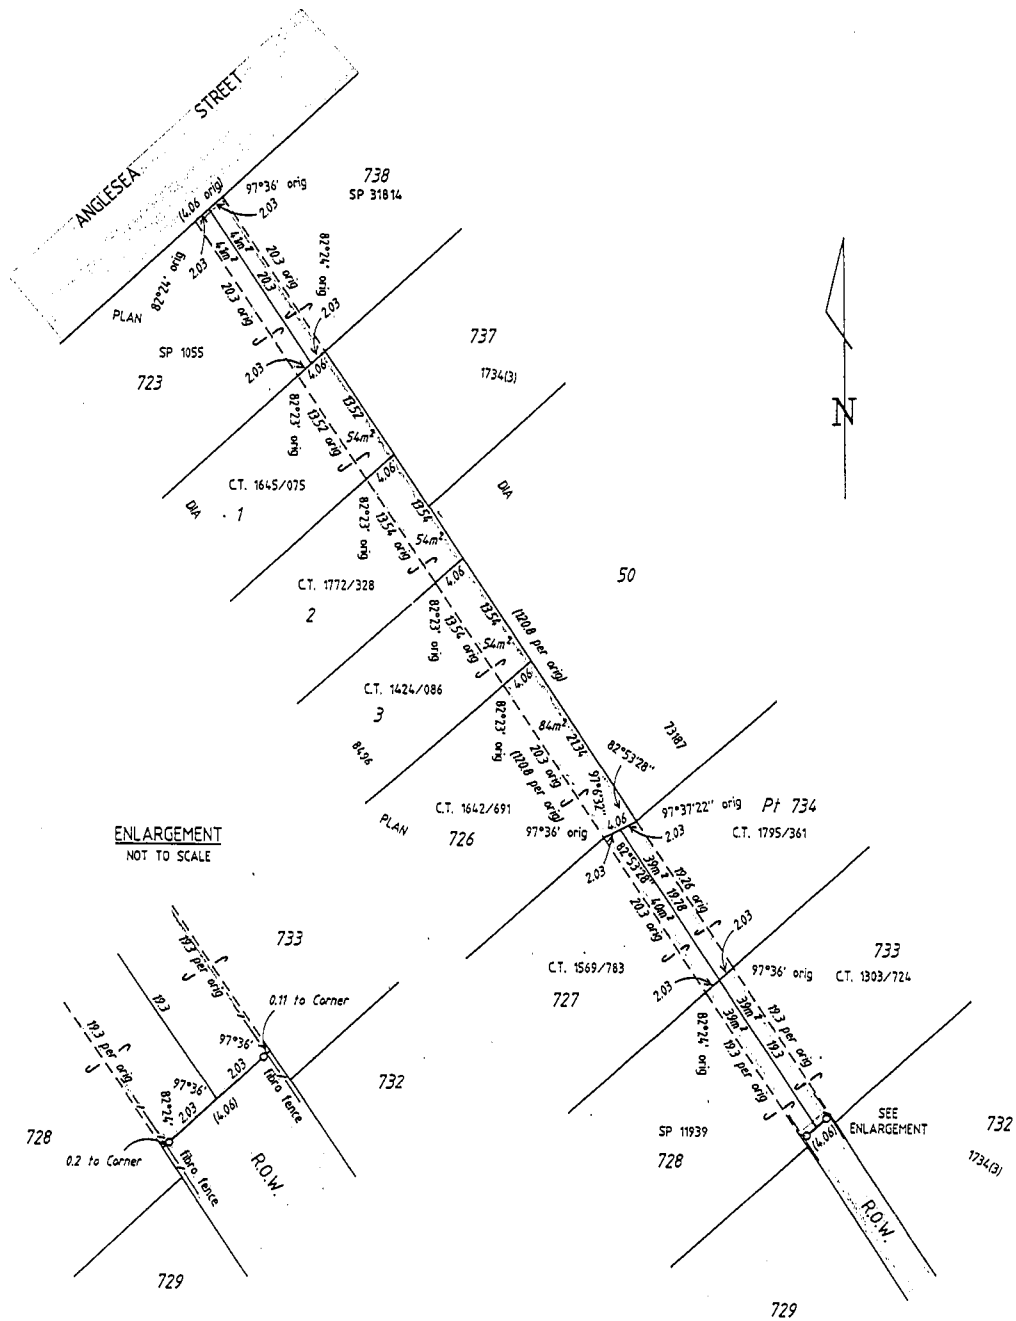 ANGLESEA STREET
(4.06 orig)
97°36' orig
2.03
738
SP 31814
82°24' orig
2.03
41m²
41m²
20.3 orig
20.3
20.3 orig
82°24' orig
2.03
PLAN
SP 1055
723
2.03
4.06
737
1734(3)
13.52
13.52 orig
82°23' orig
54m²
C.T. 1645/075
DIA
1
4.06
DIA
13.54
13.54 orig
82°23' orig
54m²
C.T. 1772/328
2
50
4.06
13.54
13.54 orig
82°23' orig
54m²
(120.8 per orig)
C.T. 1424/086
3
8496
4.06
84m²
21.34
20.3 orig
82°23' orig
(120.8 per orig)
73187
82°53'28"
97°6'32"
C.T. 1642/691
PLAN
726
97°36' orig
4.06
97°37'22" orig
Pt 734
C.T. 1795/361
2.03
2.03
82°53'28"
39m²
19.26 orig
19.78
40m²
20.3 orig
2.03
C.T. 1569/783
727
2.03
97°36' orig
733
C.T. 1303/724
82°24' orig
39m²
39m²
19.3 per orig
19.3
19.3 per orig
SP 11939
728
(4.06)
SEE
ENLARGEMENT
732
1734(3)
R.O.W.
729
N
ENLARGEMENT
NOT TO SCALE
733
19.3 per orig
19.3
0.11 to Corner
19.3 per orig
97°36'
97°36'
2.03
82°24'
2.03
(4.06)
fibro fence
732
728
0.2 to Corner
fibro fence
R.O.W.
729